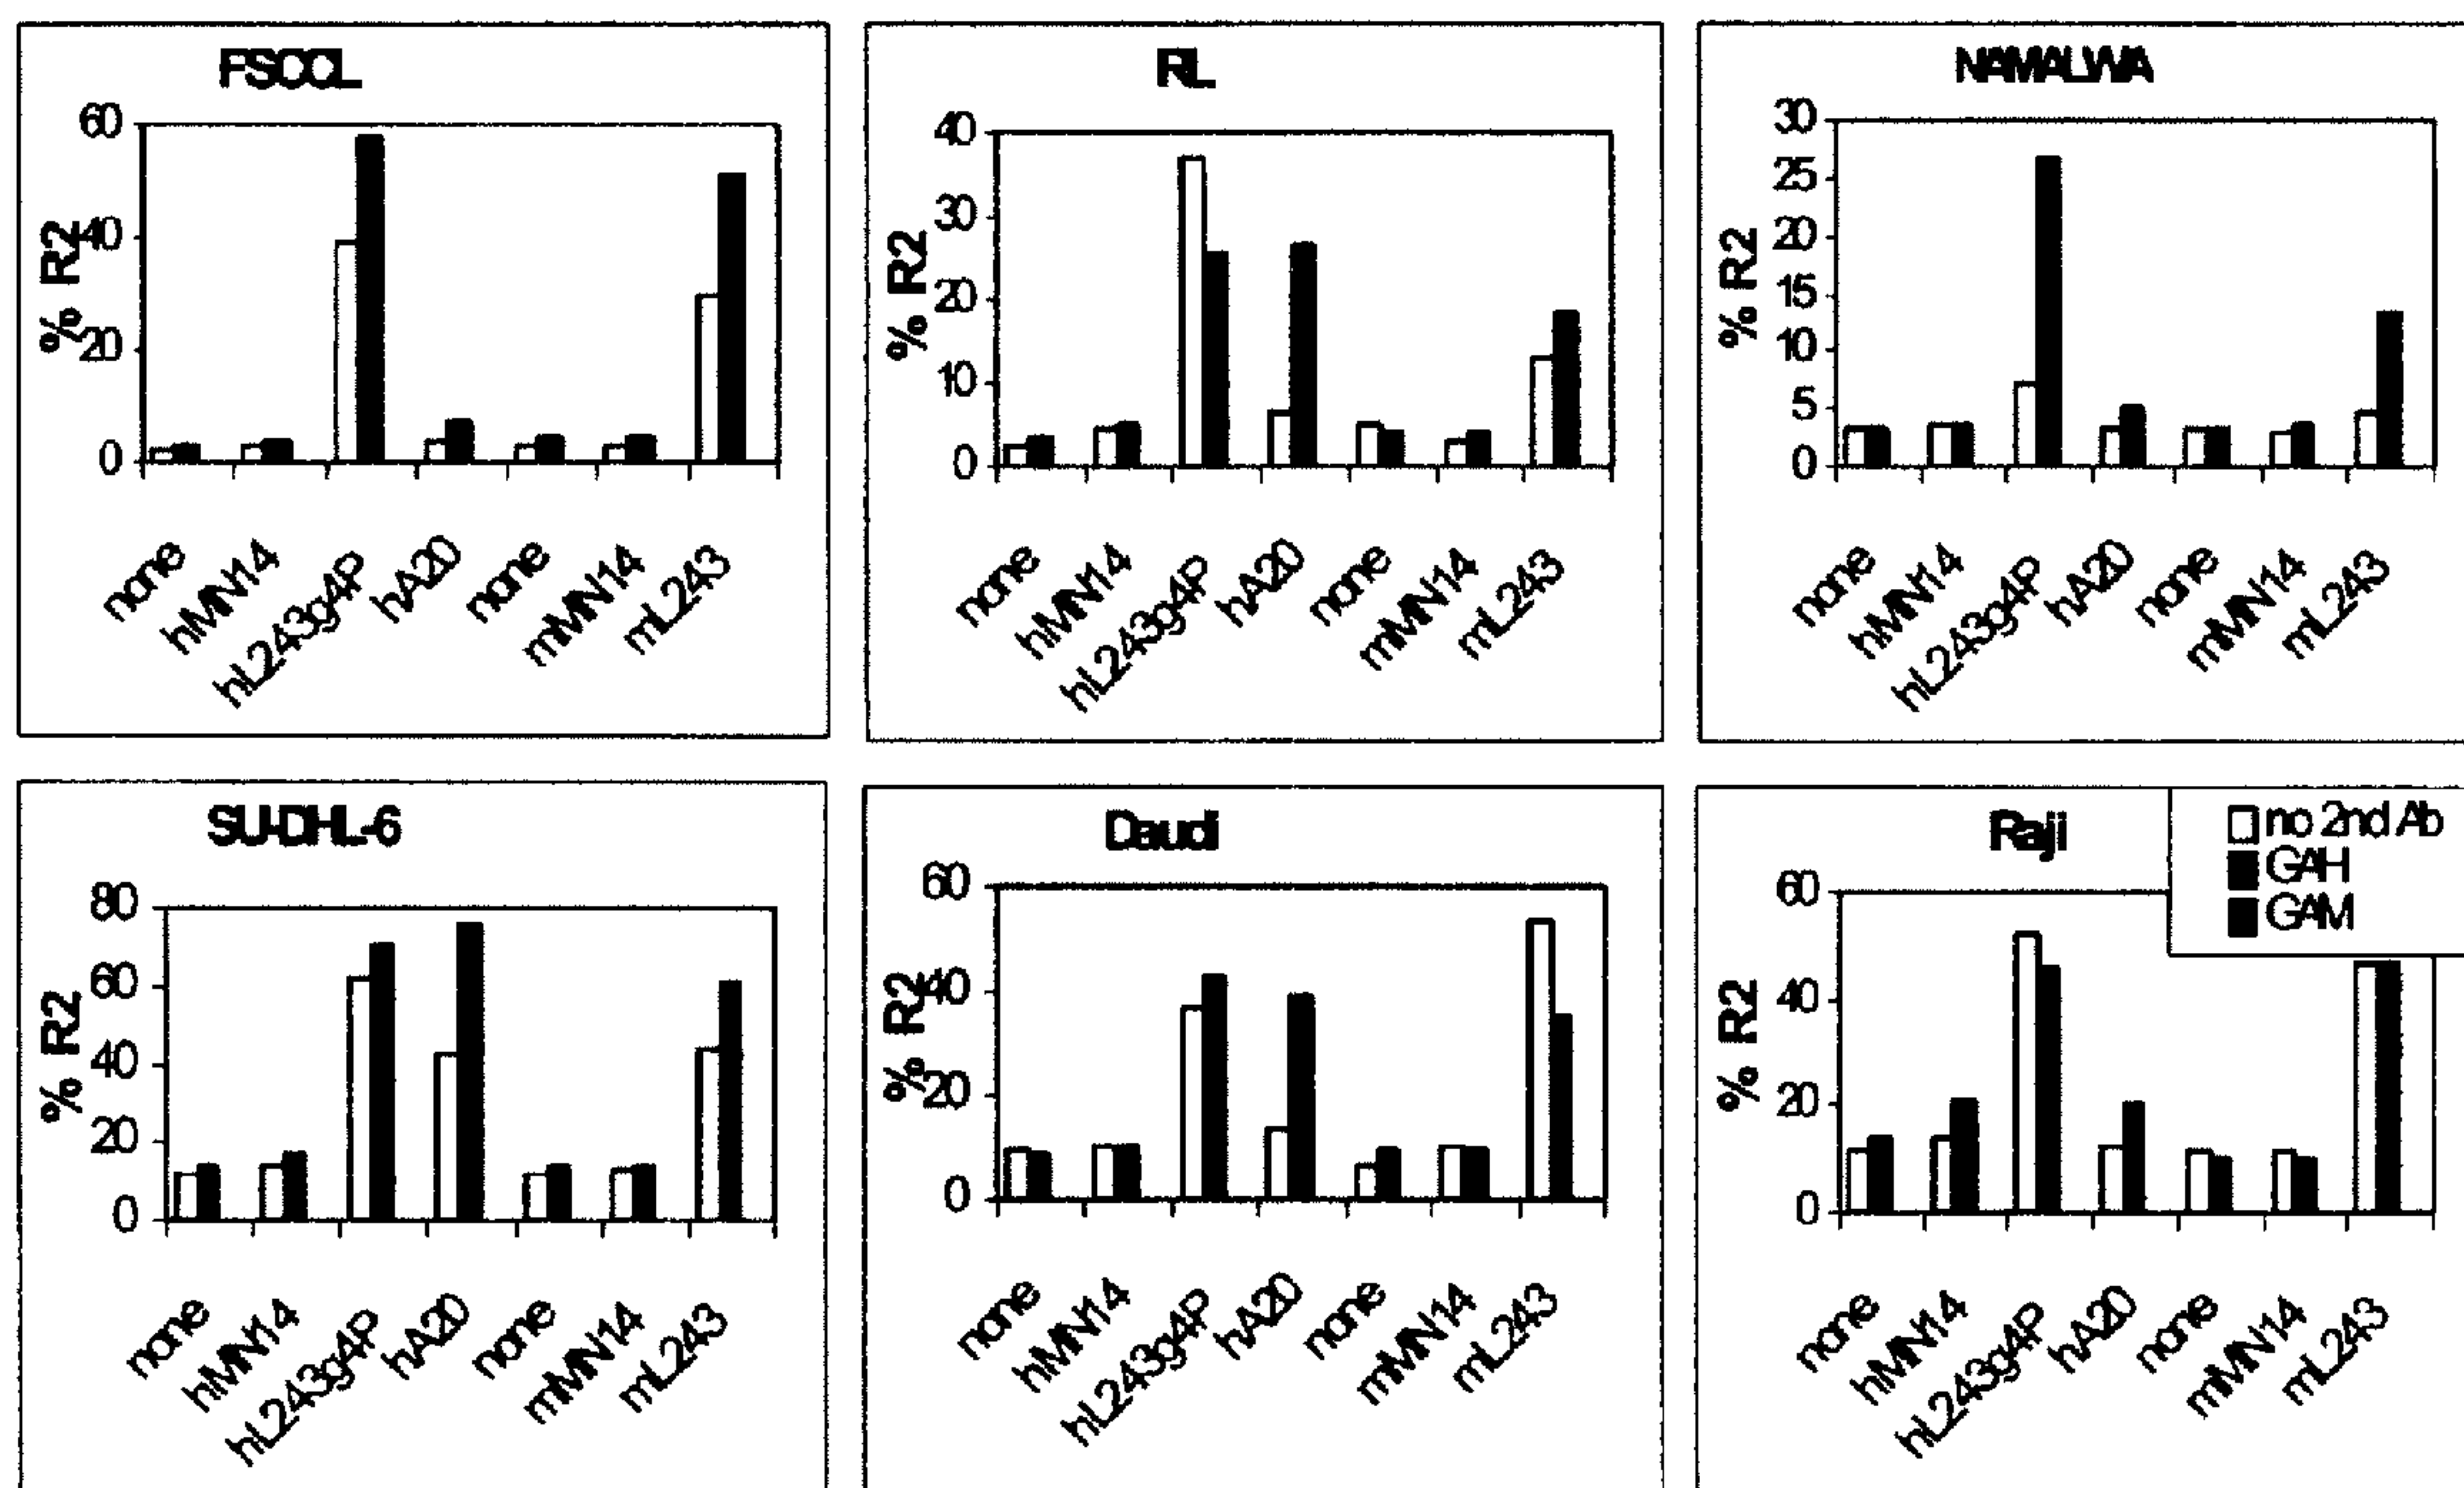 FSCCL
60
40
20
0
% R2
none
hMN14
hL243g4P
hA20
none
mMN14
mL243
RL
40
30
20
10
0
% R2
none
hMN14
hL243g4P
hA20
none
mMN14
mL243
NAMALWA
30
25
20
15
10
5
0
% R2
none
hMN14
hL243g4P
hA20
none
mMN14
mL243
SU-DHL-6
80
60
40
20
0
% R2
none
hMN14
hL243g4P
hA20
none
mMN14
mL243
Daudi
60
40
20
0
% R2
none
hMN14
hL243g4P
hA20
none
mMN14
mL243
Raji
no 2nd Ab
GAH
GAM
60
40
20
0
% R2
none
hMN14
hL243g4P
hA20
none
mMN14
mL243